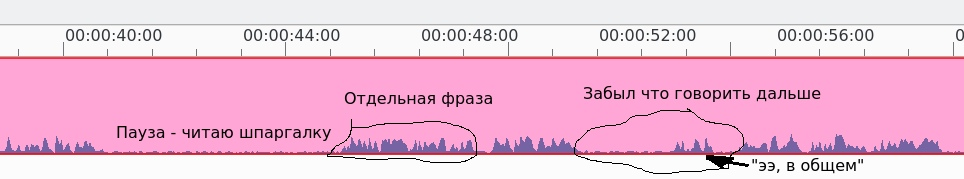 00:00:40:00 00:00:44:00 00:00:48:00 00:00:52:00 00:00:56:00 0
Забыл что говорить дальше
Отдельная фраза
Пауза - читаю шпаргалку
"ээ, в общем"